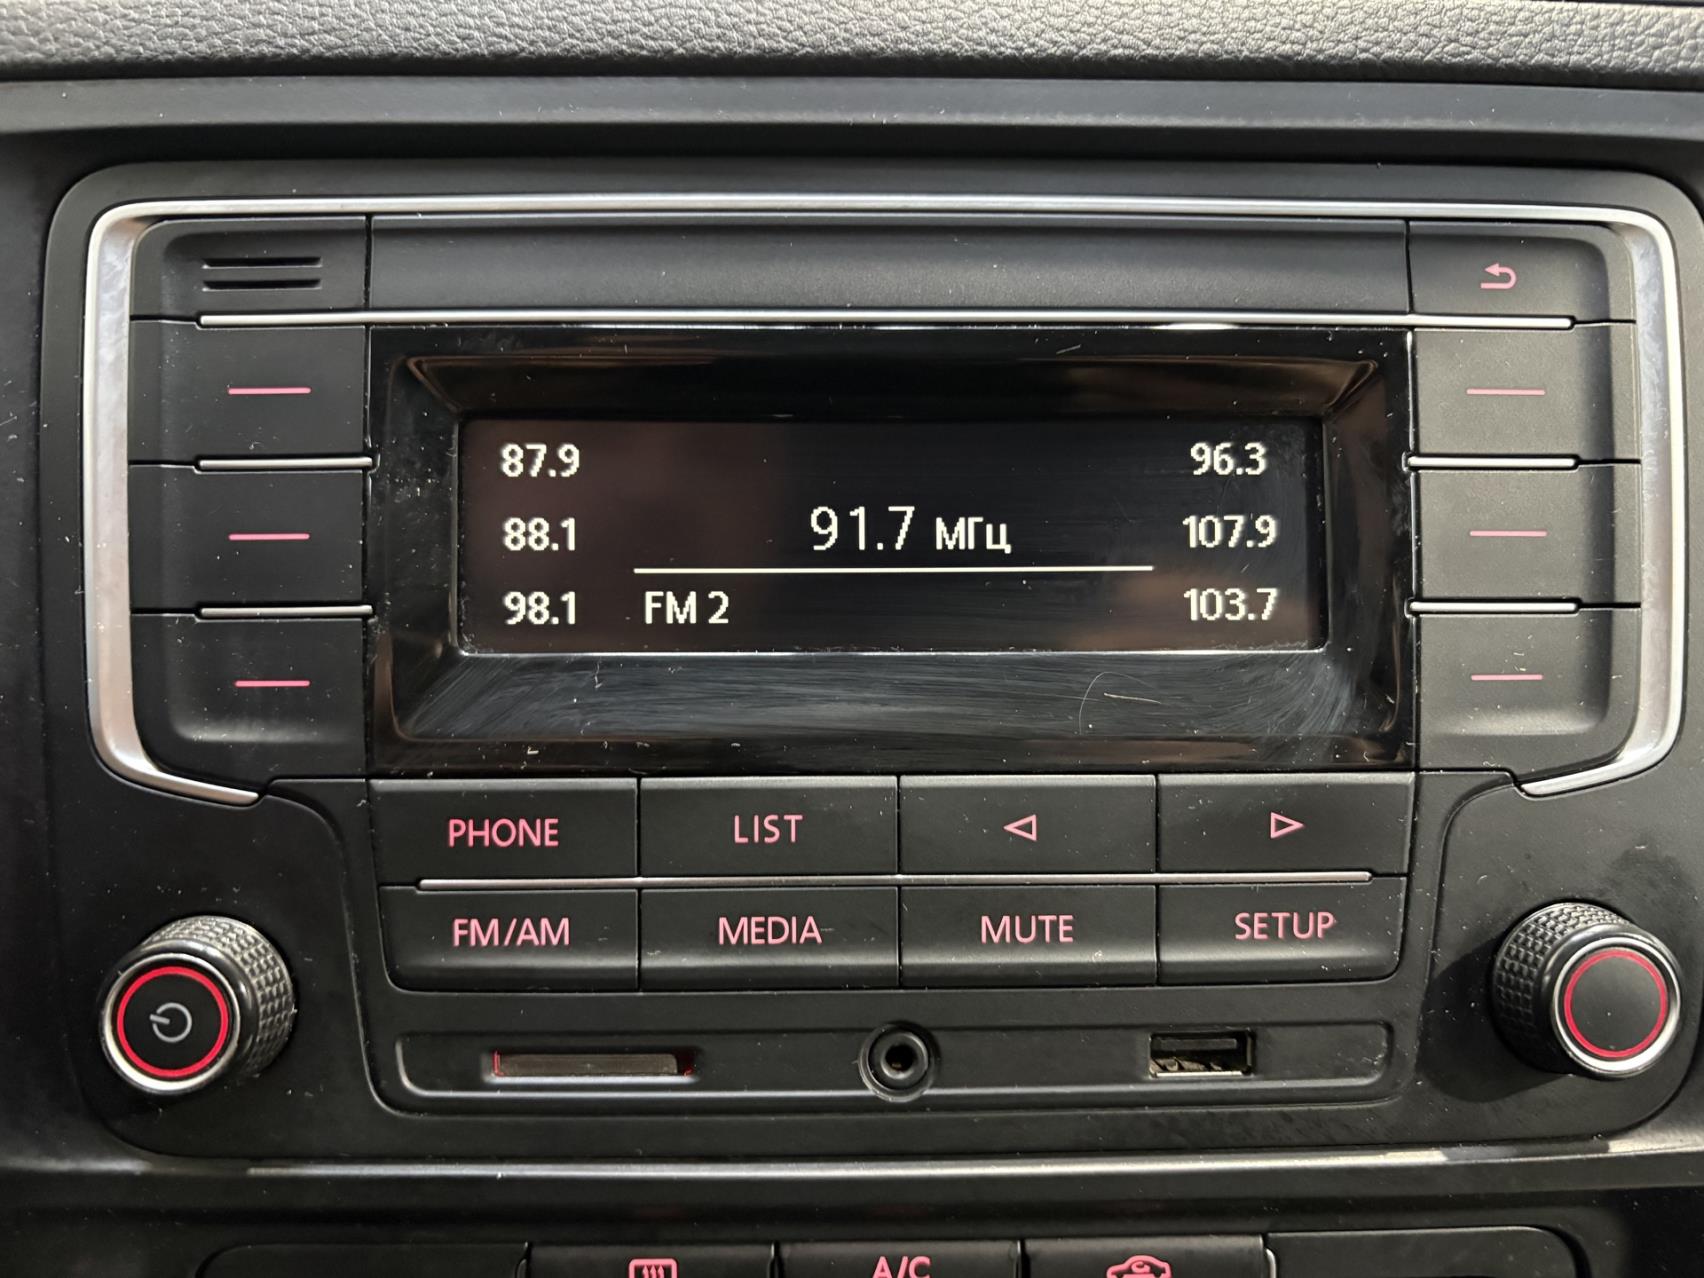 87.9
96.3
91.7 МГц
88.1
107.9
98.1
FM 2
103.7
PHONE
LIST
FM/AM
MEDIA
MUTE
SETUP
A/C